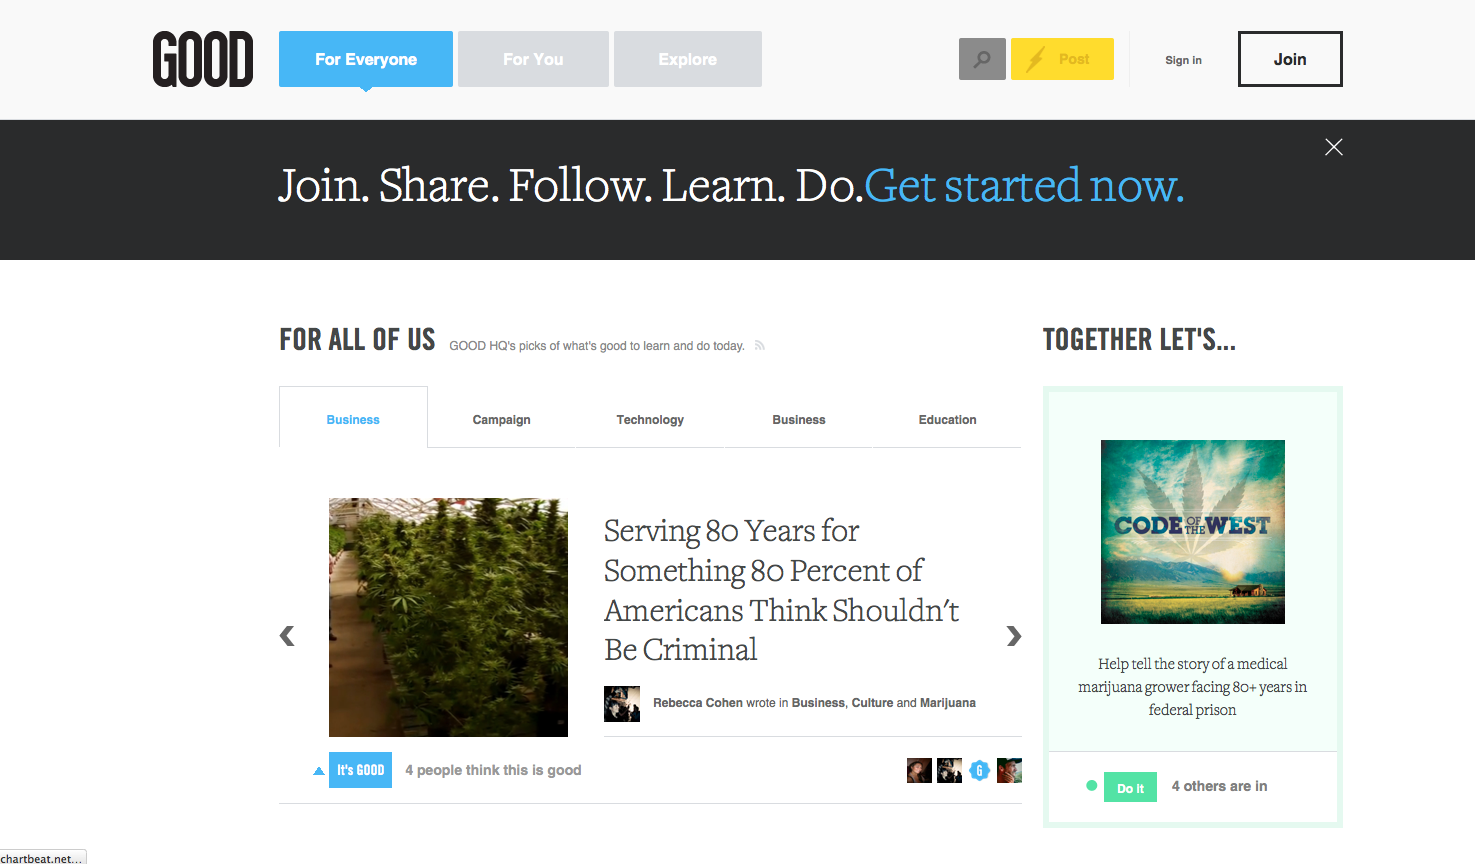 GOOD
For Everyone
For You
Explore
Post
Sign in
Join
Join. Share. Follow. Learn. Do.Get started now.
FOR ALL OF US
GOOD HQ's picks of what's good to learn and do today.
TOGETHER LET'S...
Business
Campaign
Technology
Business
Education
Serving 80 Years for
Something 80 Percent of
Americans Think Shouldn't
Be Criminal
Rebecca Cohen wrote in Business, Culture and Marijuana
It's GOOD
4 people think this is good
G
CODE OF THE WEST
Help tell the story of a medical
marijuana grower facing 80+ years in
federal prison
Do It
4 others are in
chartbeat.net...